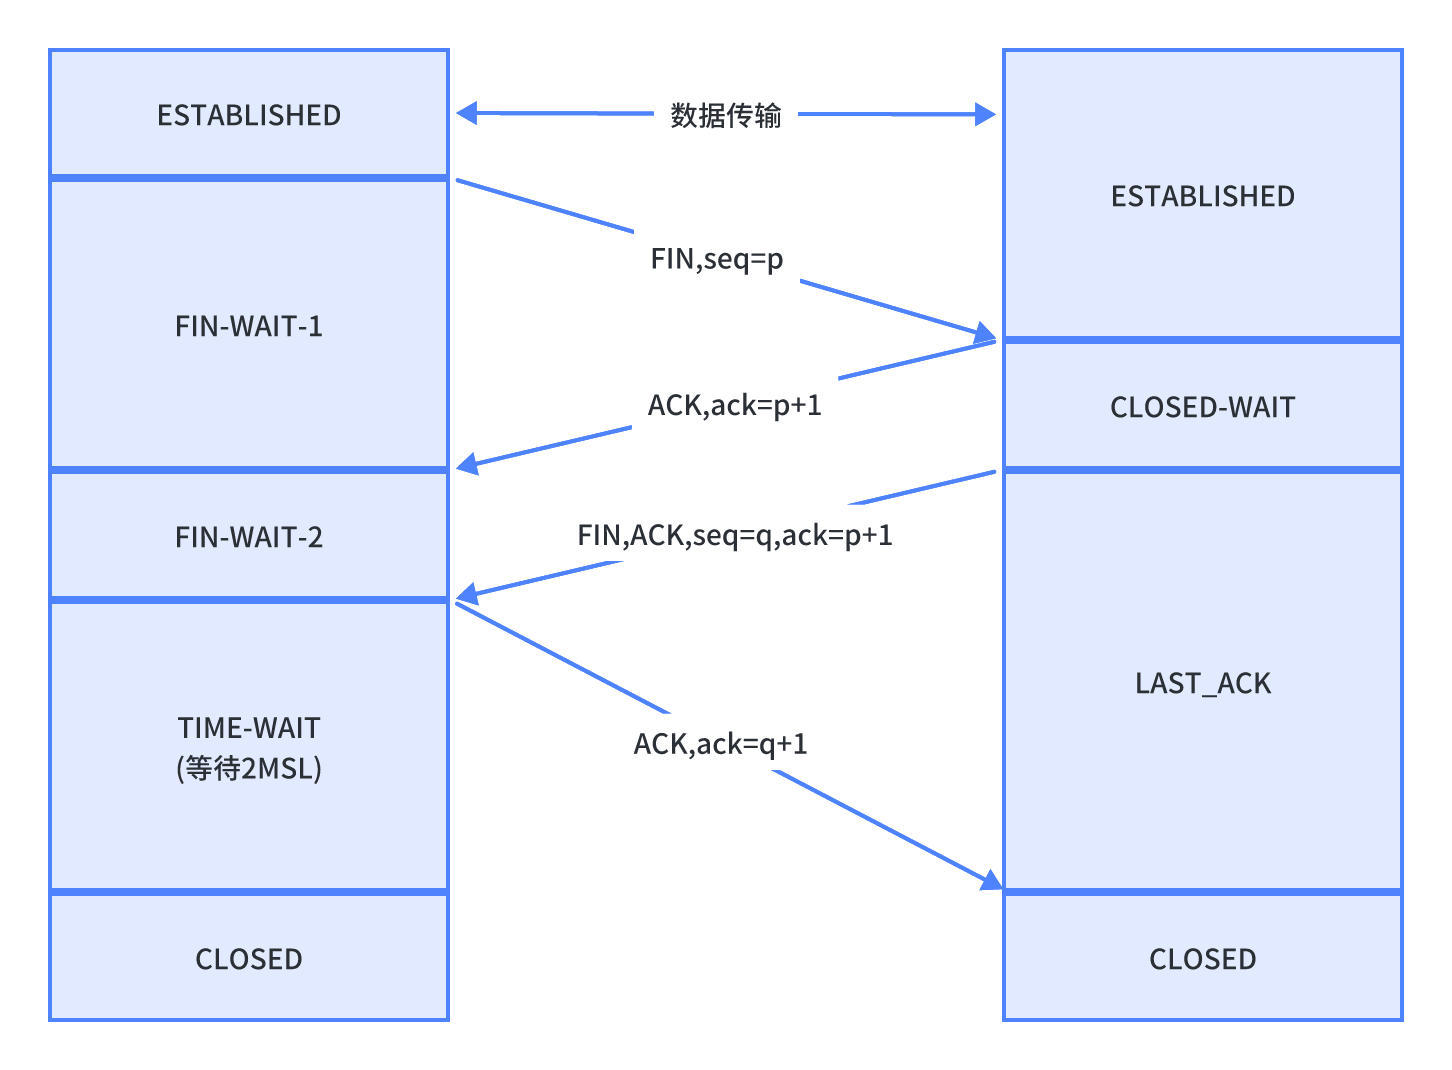 ESTABLISHED
数据传输
ESTABLISHED
FIN,seq=p
FIN-WAIT-1
ACK,ack=p+1
CLOSED-WAIT
FIN-WAIT-2
FIN,ACK,seq=q,ack=p+1
LAST_ACK
TIME-WAIT
(等待2MSL)
ACK,ack=q+1
CLOSED
CLOSED